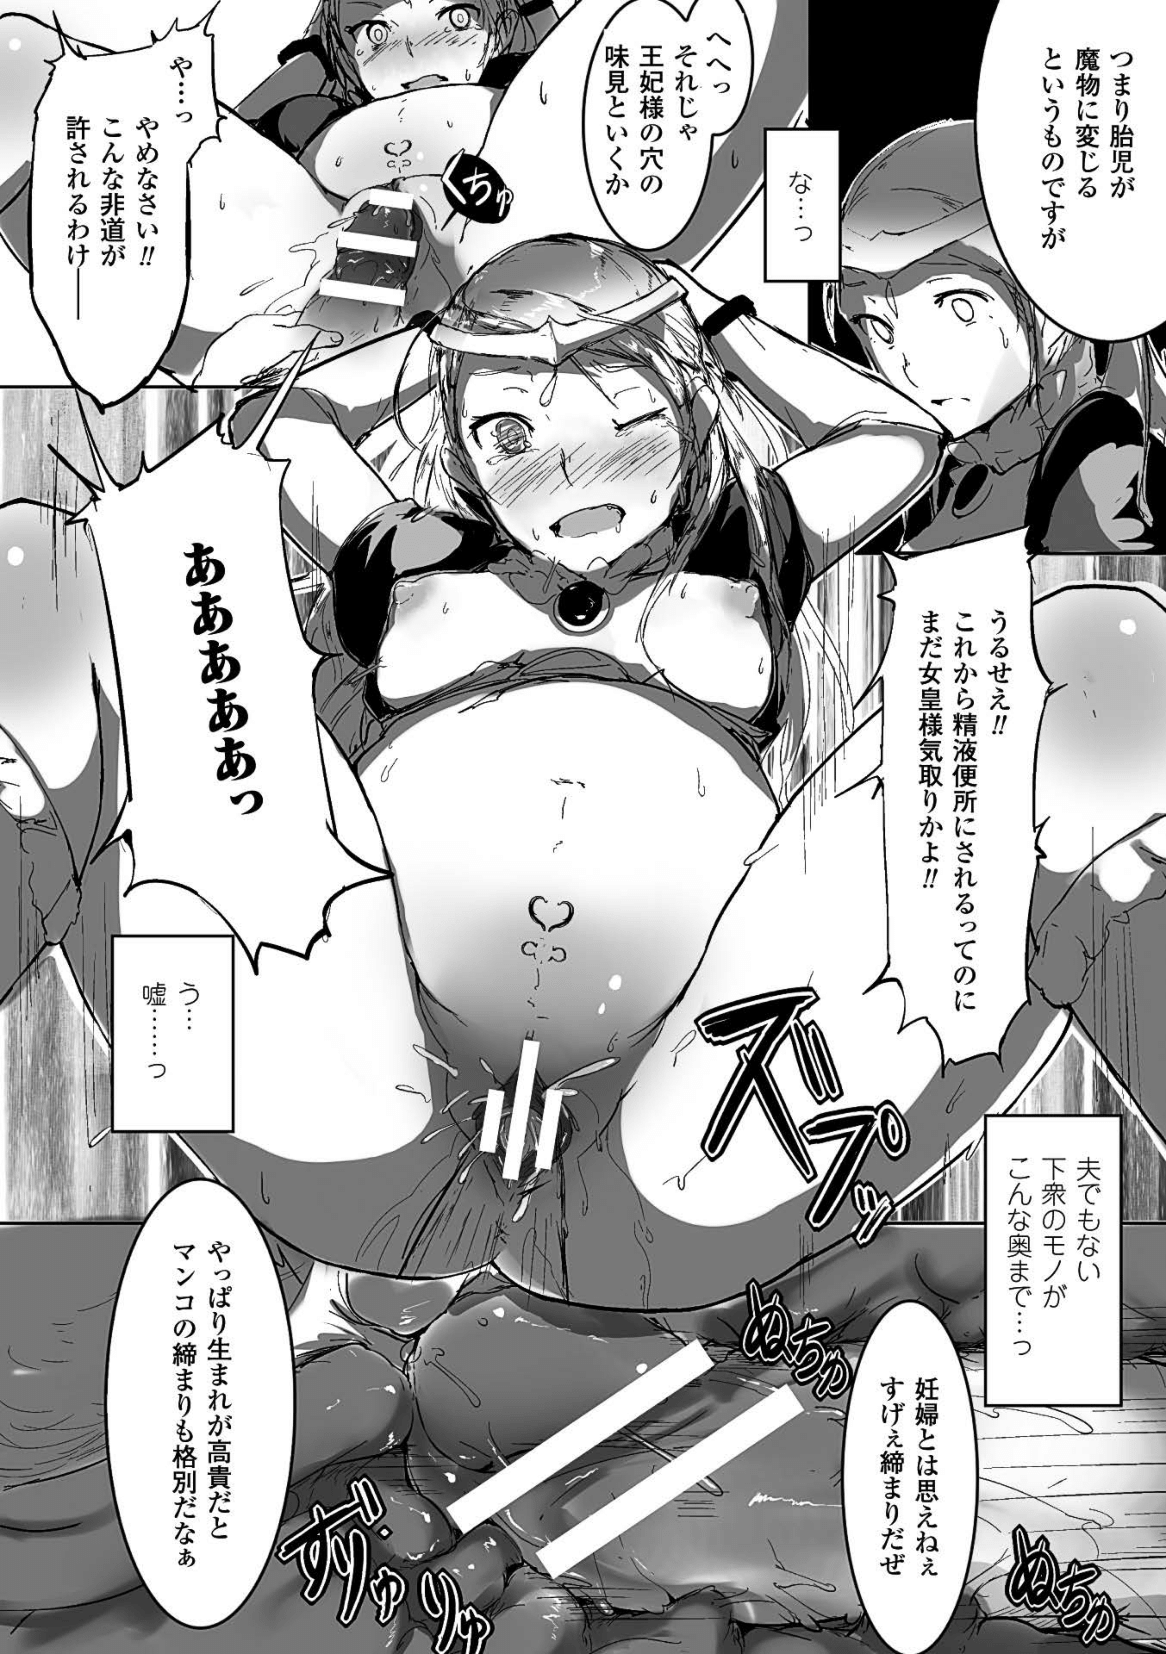 つまり胎児が
魔物に変じる
というものですが
な…っ
へへっ
それじゃ
王妃様の穴の
味見といくか
くちゅ
や…っ
やめなさい!!
こんな非道が
許されるわけ――
うるせえ!!
これから精液便所にされるってのに
まだ女皇様気取りかよ!!
ああああああっ
ズズプッ
う…
嘘……っ
夫でもない
下衆のモノが
こんな奥まで…っ
ぬちゅ
妊婦とは思えねぇ
すげぇ締まりだぜ
ぬちゅ
やっぱり生まれが高貴だと
マンコの締まりも格別だなぁ
ずりゅりゅ